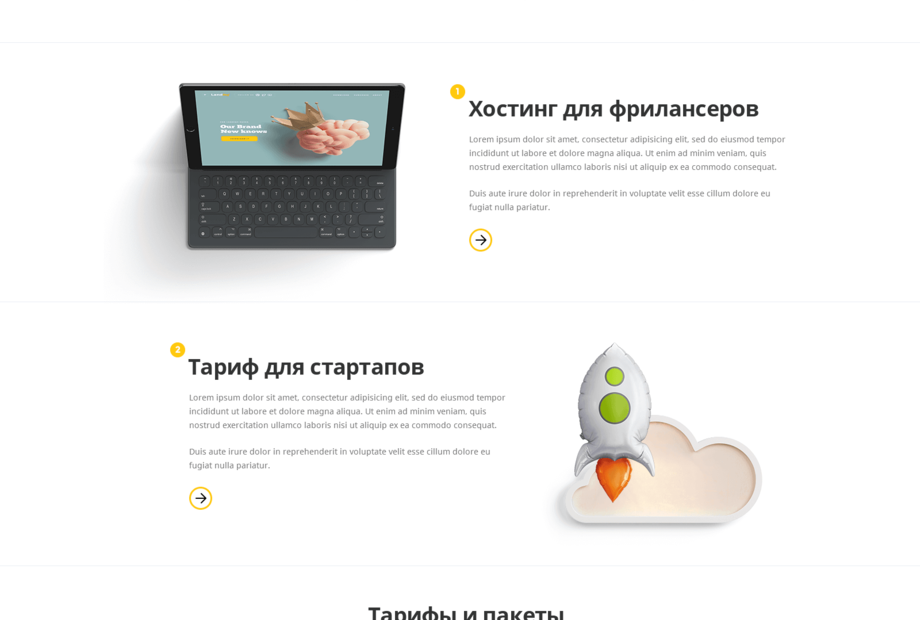 Our Brand
New knows
1
Хостинг для фрилансеров
Lorem ipsum dolor sit amet, consectetur adipisicing elit, sed do eiusmod tempor
incididunt ut labore et dolore magna aliqua. Ut enim ad minim veniam, quis
nostrud exercitation ullamco laboris nisi ut aliquip ex ea commodo consequat.
Duis aute irure dolor in reprehenderit in voluptate velit esse cillum dolore eu
fugiat nulla pariatur.
2
Тариф для стартапов
Lorem ipsum dolor sit amet, consectetur adipisicing elit, sed do eiusmod tempor
incididunt ut labore et dolore magna aliqua. Ut enim ad minim veniam, quis
nostrud exercitation ullamco laboris nisi ut aliquip ex ea commodo consequat.
Duis aute irure dolor in reprehenderit in voluptate velit esse cillum dolore eu
fugiat nulla pariatur.
Тарифы и пакеты